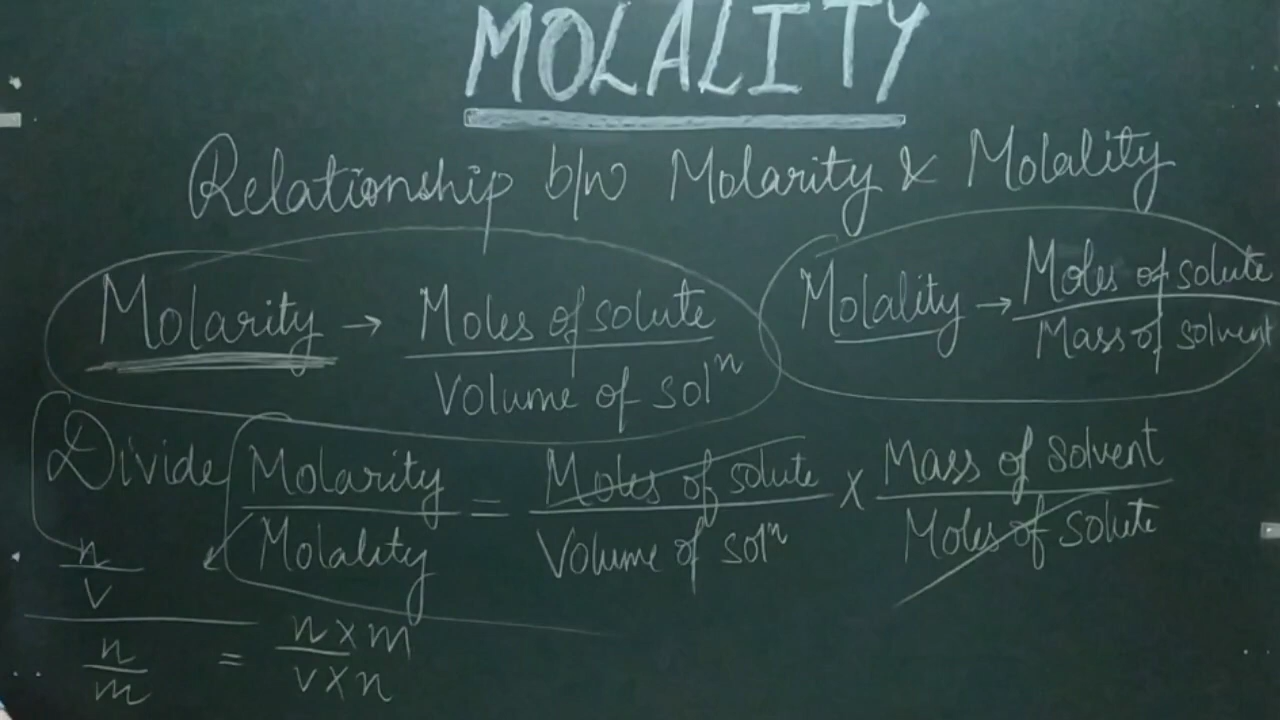 MOLALITY
Relationship b/w Molarity & Molality
Molarity → Moles of solute / Volume of solⁿ
Molality → Moles of solute / Mass of solvent
Divide Molarity / Molality = Moles of solute / Volume of solⁿ × Mass of solvent / Moles of solute
n / v
n / m = n × m / v × n